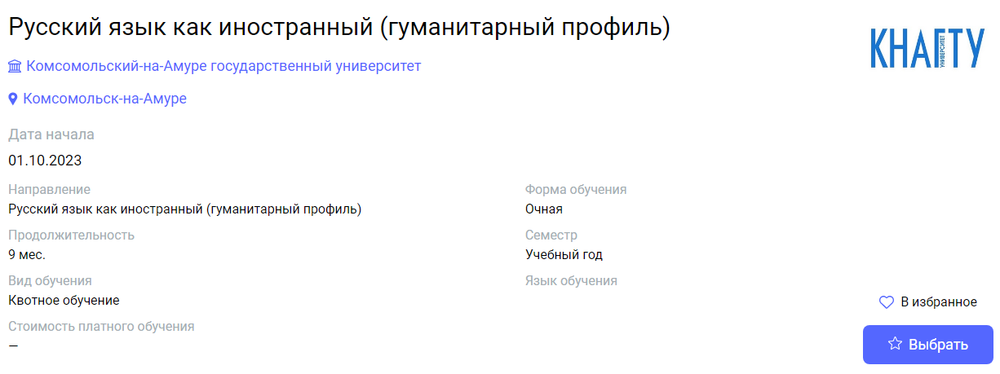 Русский язык как иностранный (гуманитарный профиль)
КНАГТУ
УНИВЕРСИТЕТ
Комсомольский-на-Амуре государственный университет
Комсомольск-на-Амуре
Дата начала
01.10.2023
Направление
Русский язык как иностранный (гуманитарный профиль)
Форма обучения
Очная
Продолжительность
9 мес.
Семестр
Учебный год
Вид обучения
Квотное обучение
Язык обучения
Стоимость платного обучения
—
В избранное
Выбрать